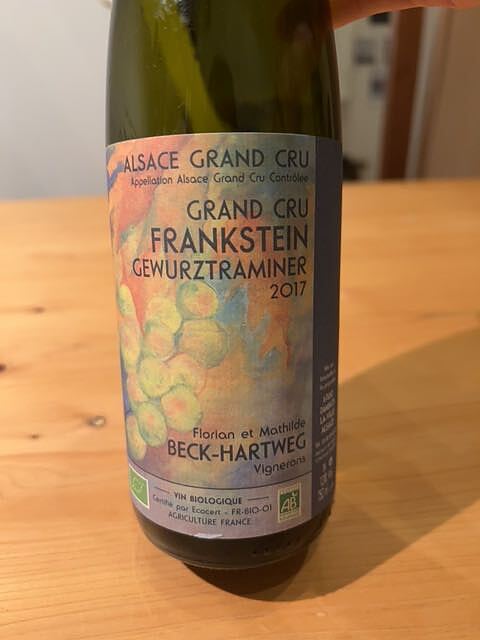 ALSACE GRAND CRU
Appellation Alsace Grand Cru Contrôlée
GRAND CRU
FRANKSTEIN
GEWURZTRAMINER
2017
Florian et Mathilde
BECK-HARTWEG
Vignerons
VIN BIOLOGIQUE
Certifié par Ecocert - FR-BIO-01
AGRICULTURE FRANCE
AB